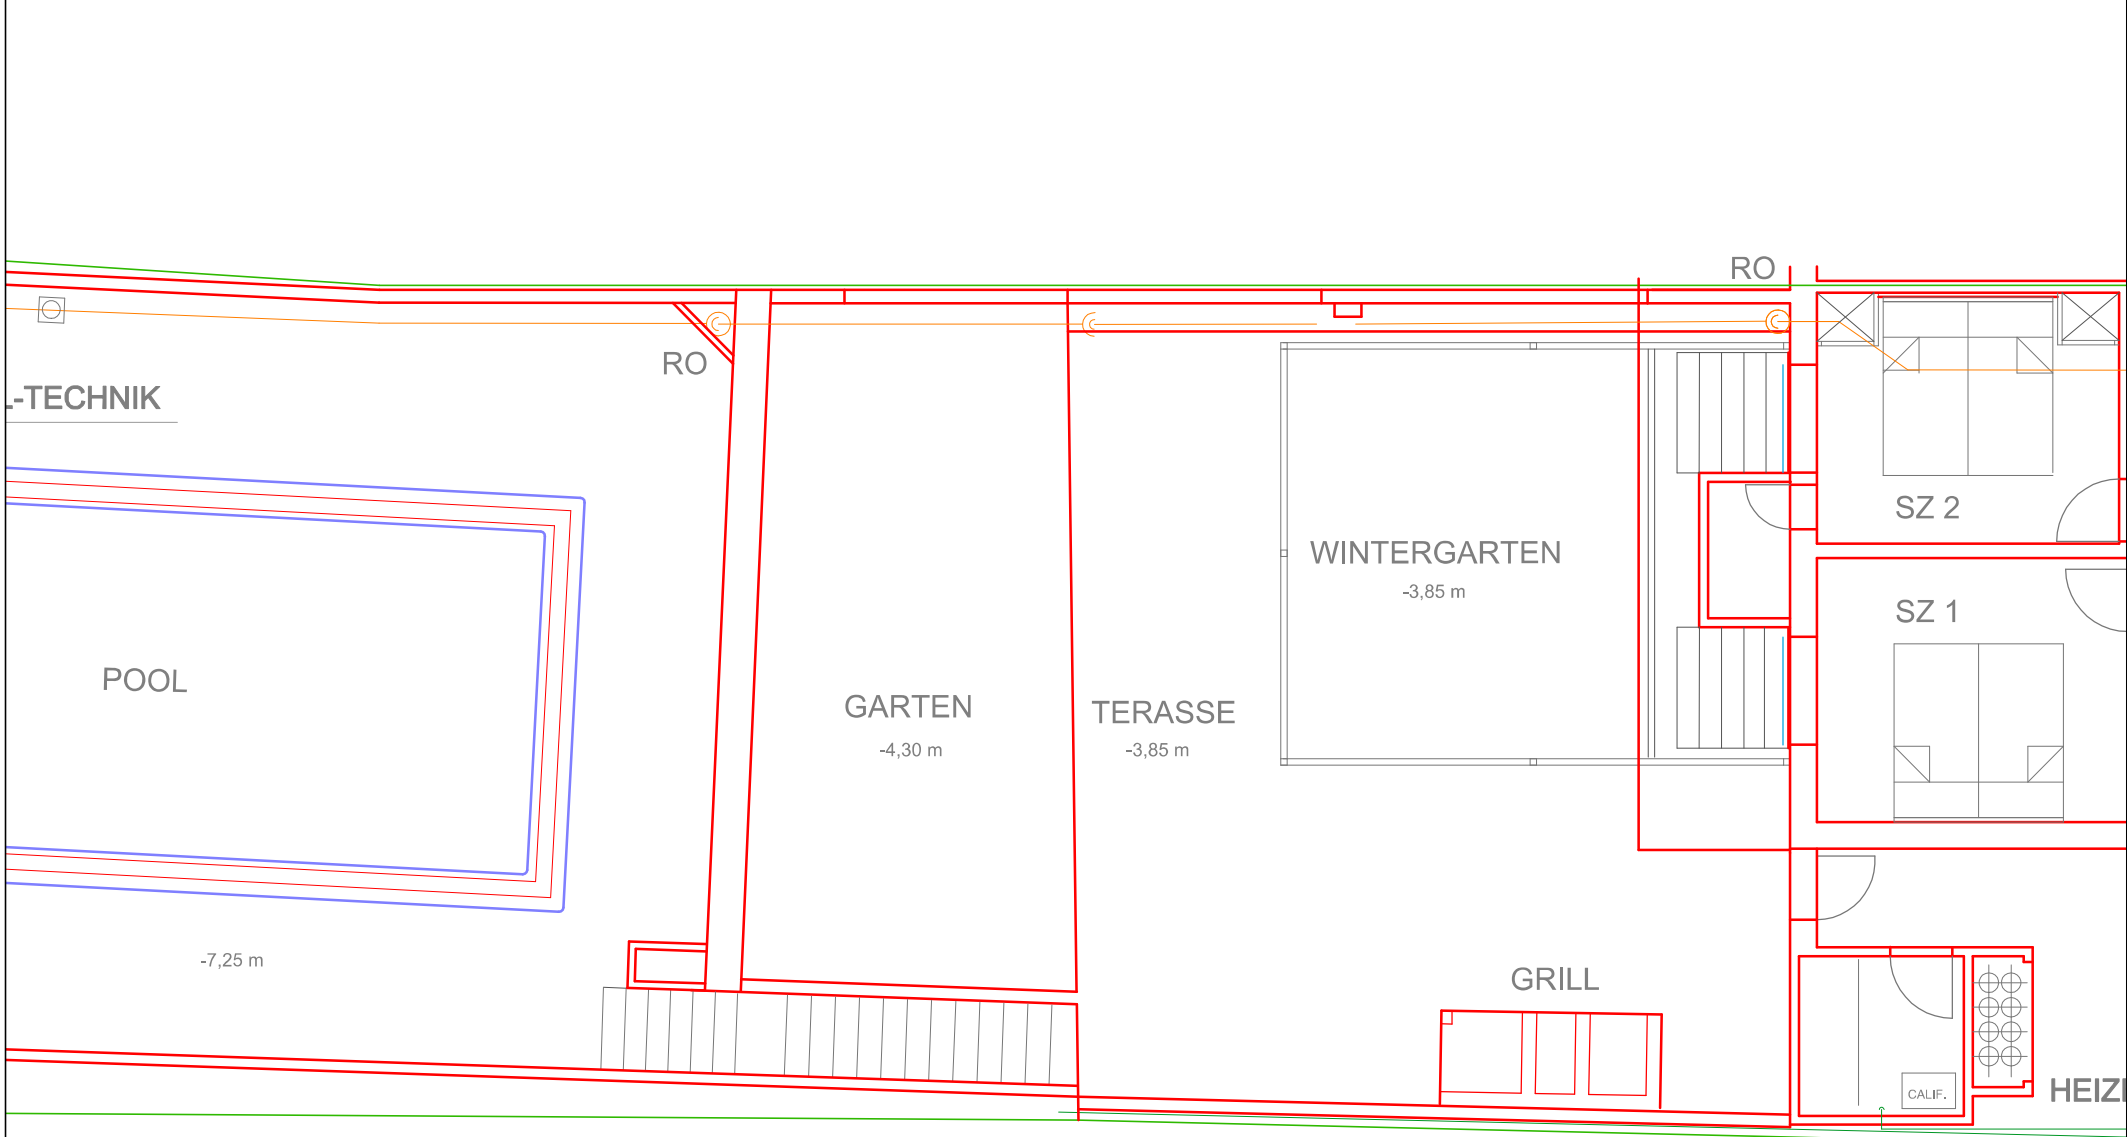 RO
RO
-TECHNIK
SZ 2
WINTERGARTEN
-3,85 m
SZ 1
POOL
GARTEN
-4,30 m
TERASSE
-3,85 m
-7,25 m
GRILL
CALIF.
HEIZ